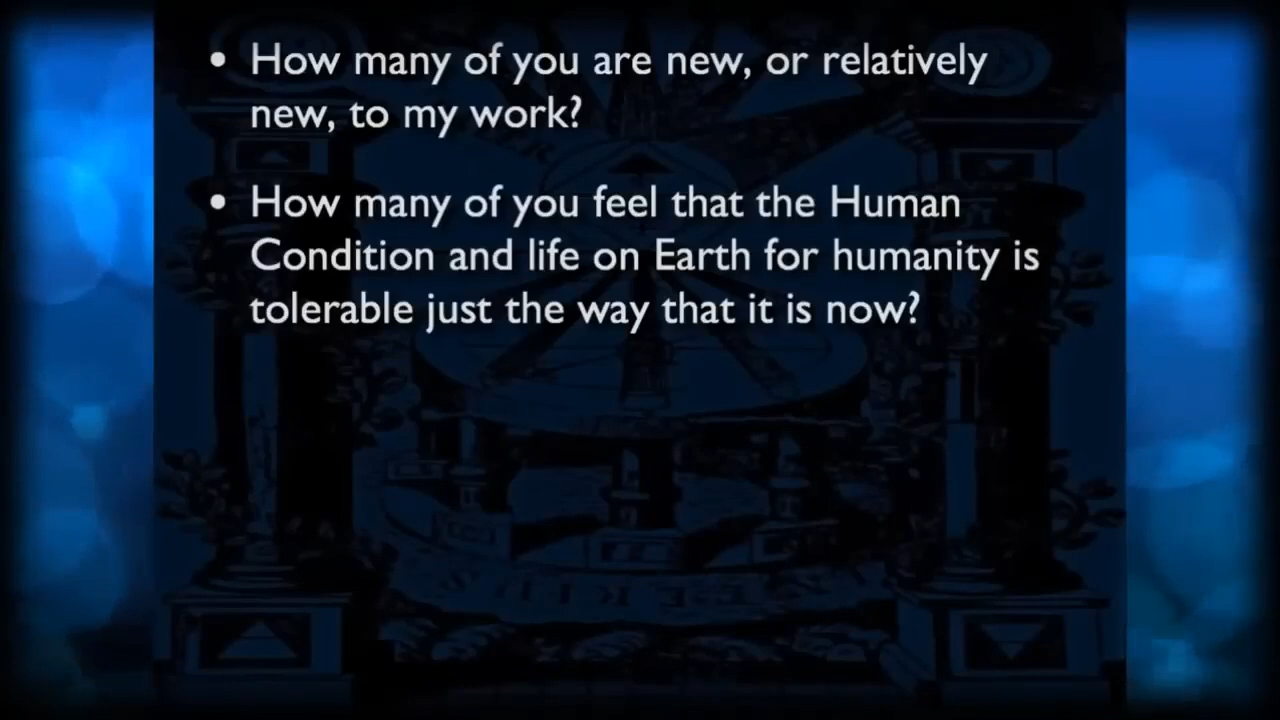 • How many of you are new, or relatively
new, to my work?
• How many of you feel that the Human
Condition and life on Earth for humanity is
tolerable just the way that it is now?